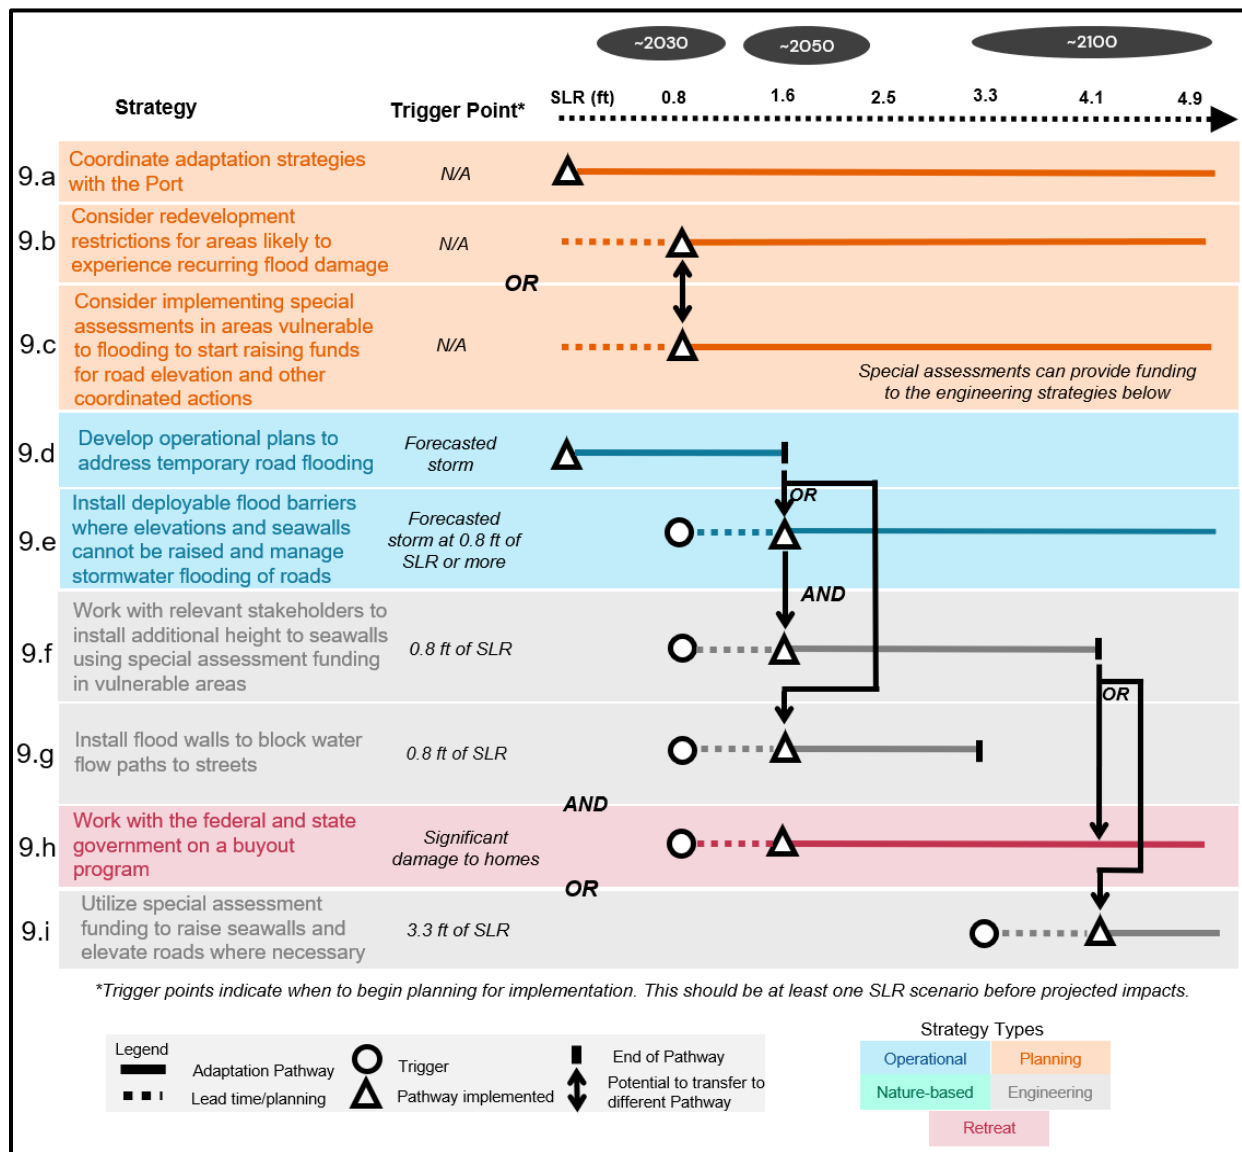 ~2030
~2050
~2100
Strategy
Trigger Point*
SLR (ft)
0.8
1.6
2.5
3.3
4.1
4.9
9.a
Coordinate adaptation strategies
with the Port
N/A
9.b
Consider redevelopment
restrictions for areas likely to
experience recurring flood damage
N/A
OR
9.c
Consider implementing special
assessments in areas vulnerable
to flooding to start raising funds
for road elevation and other
coordinated actions
N/A
Special assessments can provide funding
to the engineering strategies below
9.d
Develop operational plans to
address temporary road flooding
Forecasted
storm
OR
9.e
Install deployable flood barriers
where elevations and seawalls
cannot be raised and manage
stormwater flooding of roads
Forecasted
storm at 0.8 ft of
SLR or more
AND
9.f
Work with relevant stakeholders to
install additional height to seawalls
using special assessment funding
in vulnerable areas
0.8 ft of SLR
OR
9.g
Install flood walls to block water
flow paths to streets
0.8 ft of SLR
AND
9.h
Work with the federal and state
government on a buyout
program
Significant
damage to homes
OR
9.i
Utilize special assessment
funding to raise seawalls and
elevate roads where necessary
3.3 ft of SLR
*Trigger points indicate when to begin planning for implementation. This should be at least one SLR scenario before projected impacts.
Legend
Adaptation Pathway
Lead time/planning
Trigger
Pathway implemented
End of Pathway
Potential to transfer to
different Pathway
Strategy Types
Operational
Planning
Nature-based
Engineering
Retreat